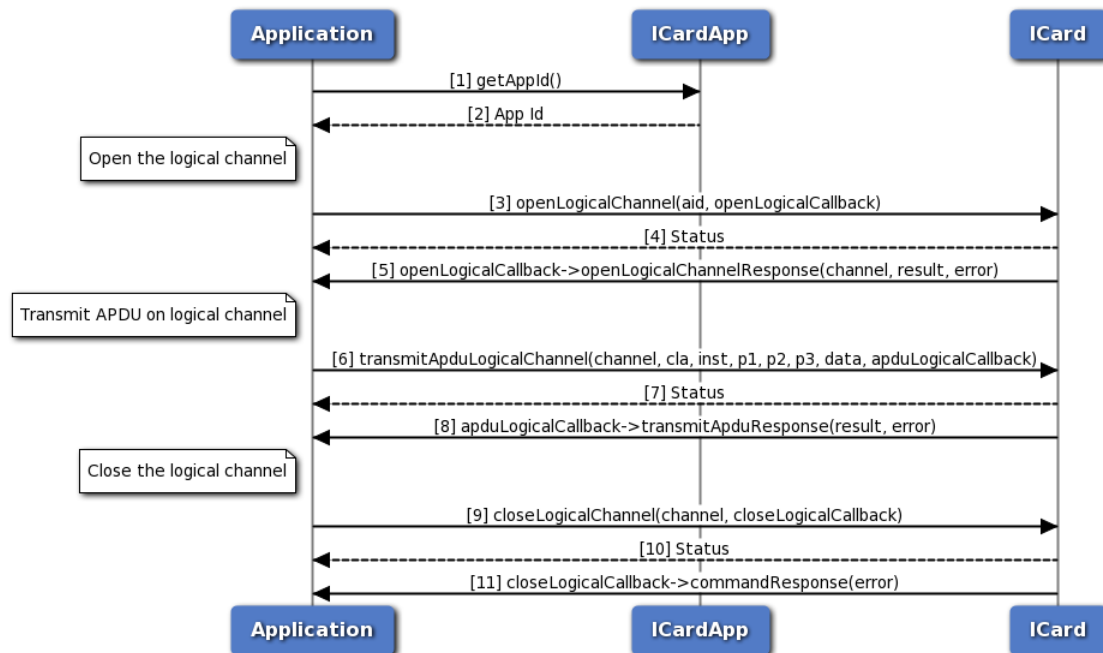 Application
ICardApp
ICard
[1] getAppId()
[2] App Id
Open the logical channel
[3] openLogicalChannel(aid, openLogicalCallback)
[4] Status
[5] openLogicalCallback->openLogicalChannelResponse(channel, result, error)
Transmit APDU on logical channel
[6] transmitApduLogicalChannel(channel, cla, inst, p1, p2, p3, data, apduLogicalCallback)
[7] Status
[8] apduLogicalCallback->transmitApduResponse(result, error)
Close the logical channel
[9] closeLogicalChannel(channel, closeLogicalCallback)
[10] Status
[11] closeLogicalCallback->commandResponse(error)
Application
ICardApp
ICard